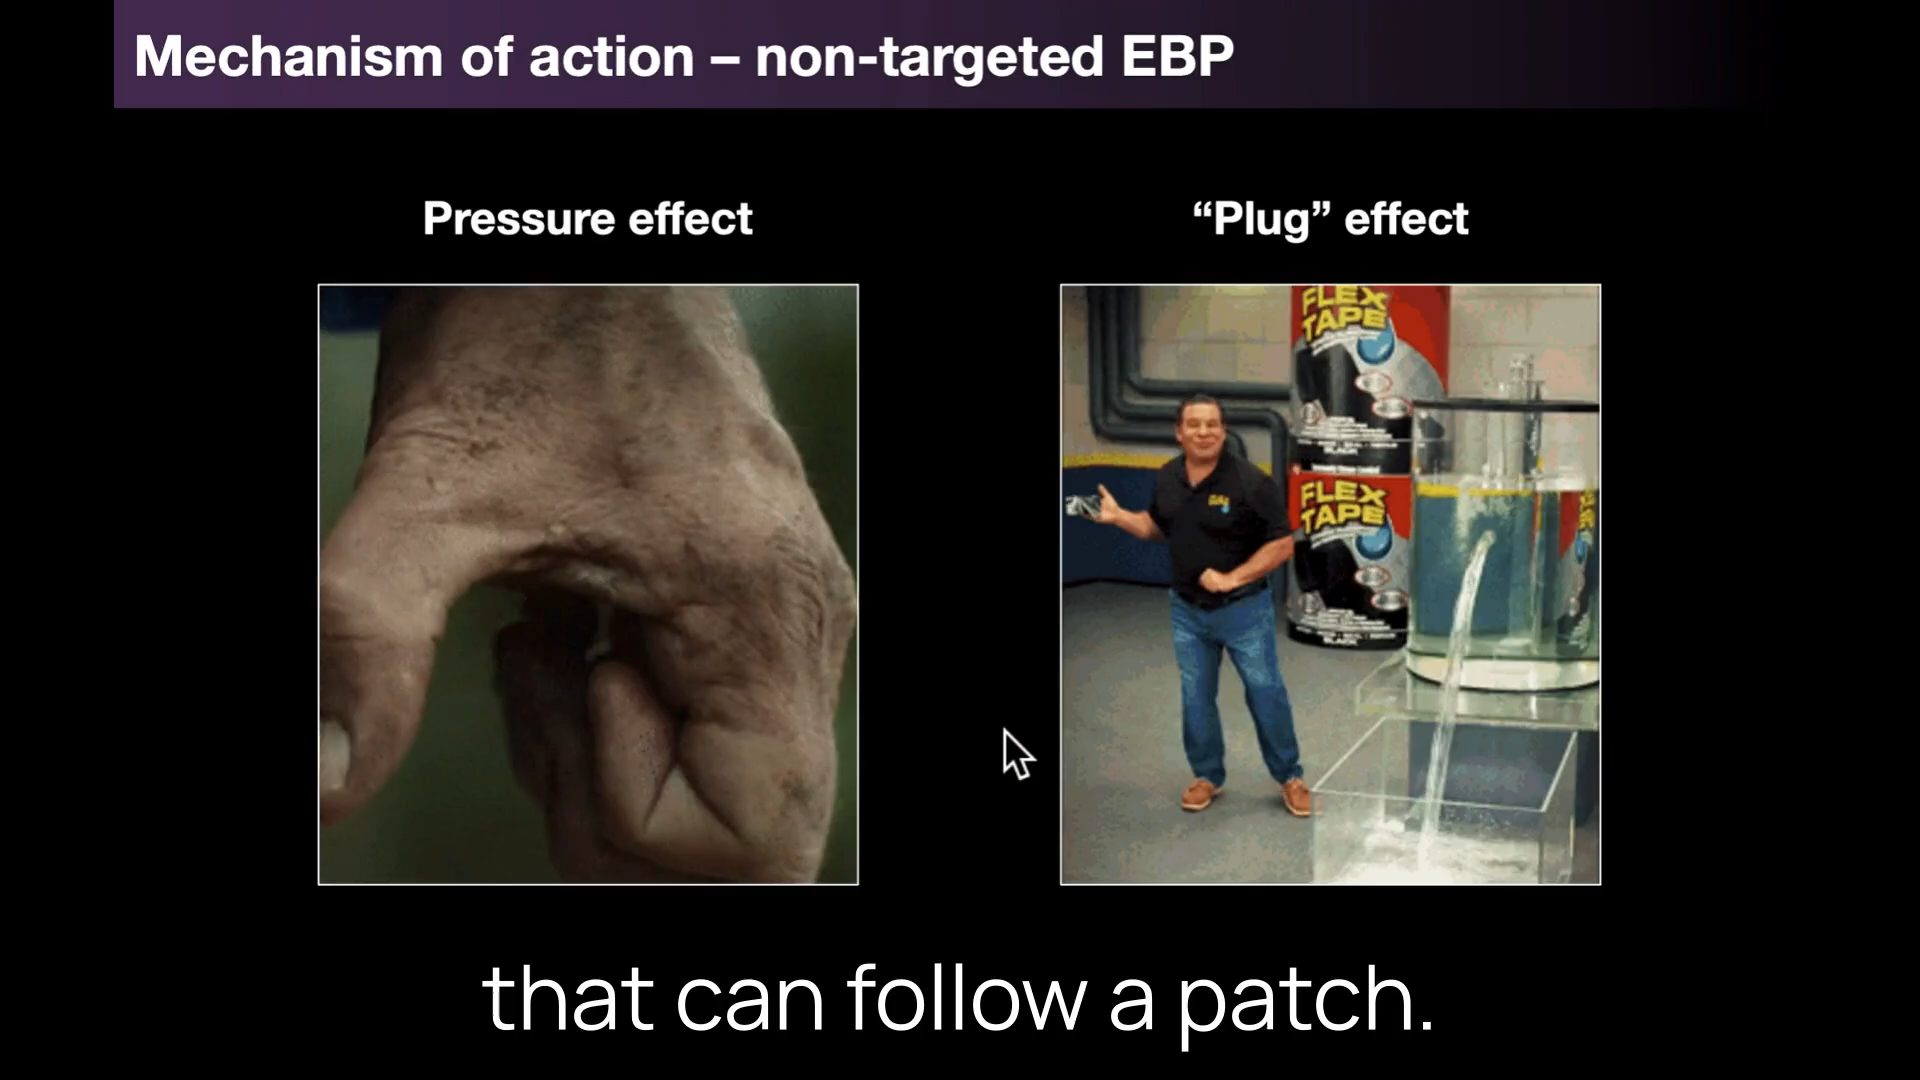 Mechanism of action – non-targeted EBP
Pressure effect
“Plug” effect
FLEX
TAPE
FLEX
TAPE
that can follow a patch.